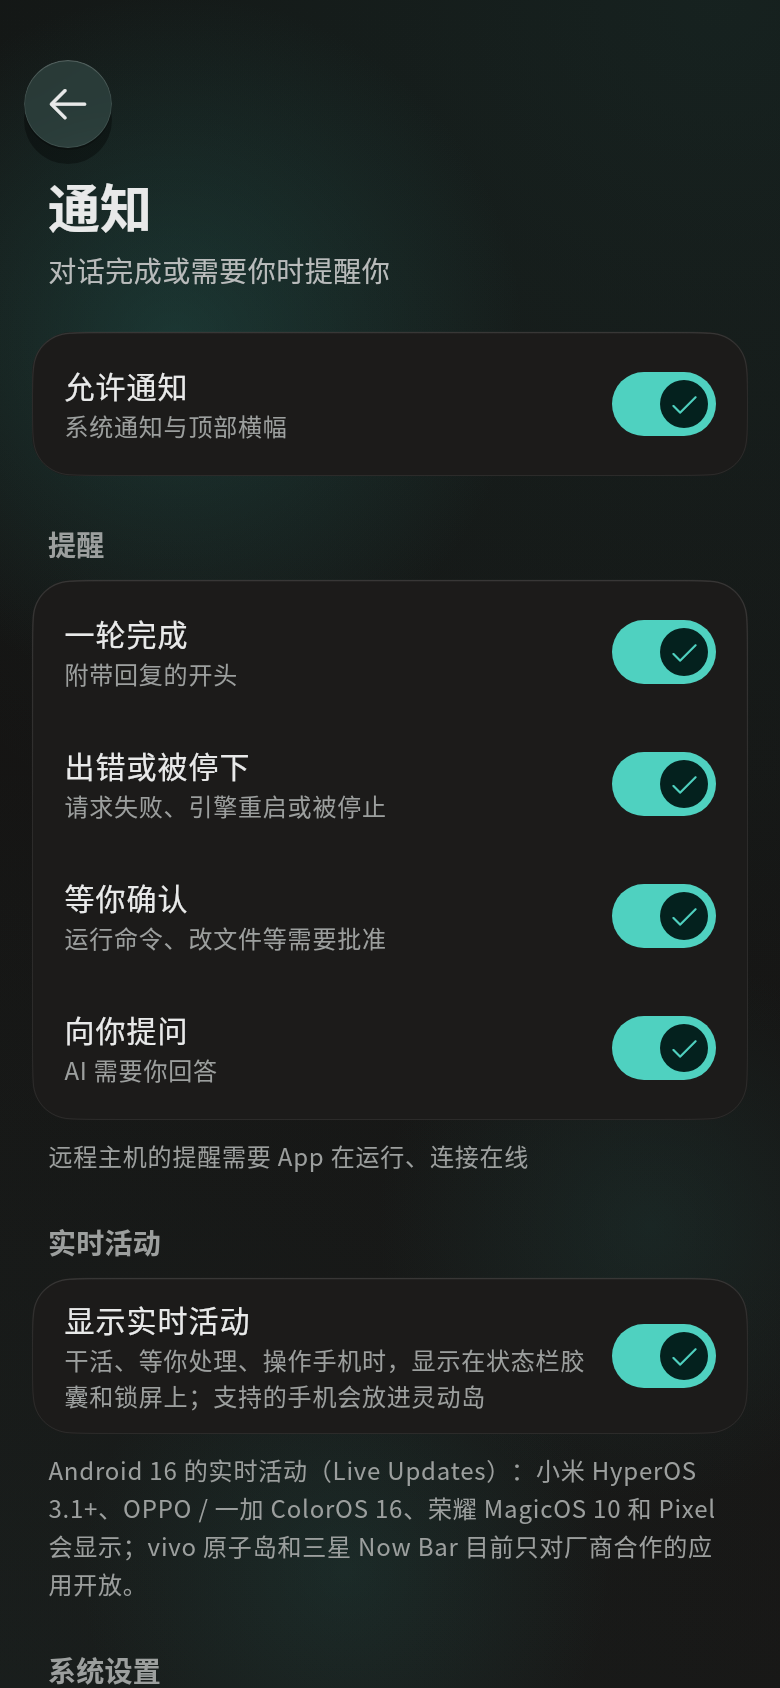 通知
对话完成或需要你时提醒你
允许通知
系统通知与顶部横幅
提醒
一轮完成
附带回复的开头
出错或被停下
请求失败、引擎重启或被停止
等你确认
运行命令、改文件等需要批准
向你提问
AI 需要你回答
远程主机的提醒需要 App 在运行、连接在线
实时活动
显示实时活动
干活、等你处理、操作手机时，显示在状态栏胶
囊和锁屏上；支持的手机会放进灵动岛
Android 16 的实时活动（Live Updates）：小米 HyperOS
3.1+、OPPO / 一加 ColorOS 16、荣耀 MagicOS 10 和 Pixel
会显示；vivo 原子岛和三星 Now Bar 目前只对厂商合作的应
用开放。
系统设置